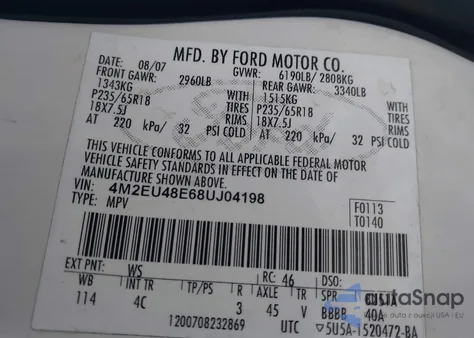 MFD. BY FORD MOTOR CO.
DATE: 08/07 GVWR: 6190LB/ 2808KG
FRONT GAWR: 2960LB REAR GAWR: 3340LB
1343KG WITH 1515KG WITH
P235/65R18 TIRES P235/65R18 TIRES
18X7.5J RIMS 18X7.5J RIMS
AT 220 kPa/ 32 PSI COLD AT 220 kPa/ 32 PSI COLD
THIS VEHICLE CONFORMS TO ALL APPLICABLE FEDERAL MOTOR
VEHICLE SAFETY STANDARDS IN EFFECT ON THE DATE OF
MANUFACTURE SHOWN ABOVE.
VIN: 4M2EU48E68UJ04198
TYPE: MPV
F0113
T0140
EXT PNT: WS RC: 46 DSO:
WB INT TR TP/PS R AXLE TR SPR
114 4C 3 45 V BBBB 40A
1200708232869 UTC ▽5U5A-1520472-BA
autoSnap